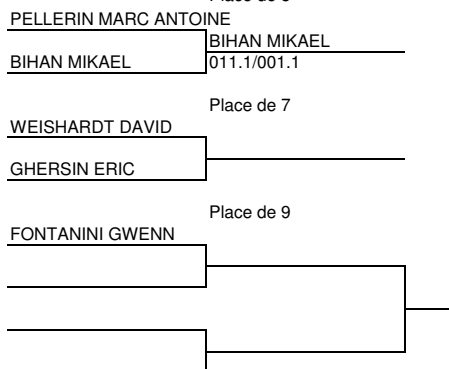 PELLERIN MARC ANTOINE
BIHAN MIKAEL
BIHAN MIKAEL
011.1/001.1
Place de 7
WEISHARDT DAVID
GHERSIN ERIC
Place de 9
FONTANINI GWENN